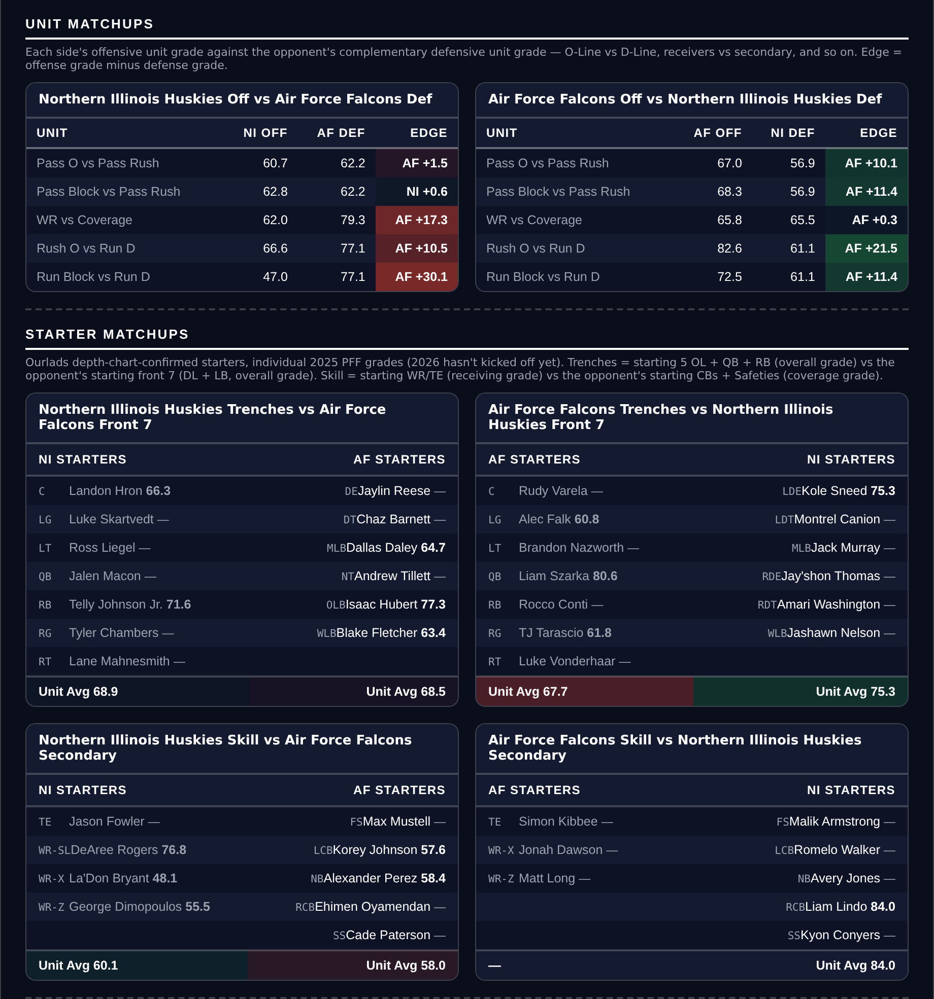 UNIT MATCHUPS
Each side's offensive unit grade against the opponent's complementary defensive unit grade — O-Line vs D-Line, receivers vs secondary, and so on. Edge =
offense grade minus defense grade.
Northern Illinois Huskies Off vs Air Force Falcons Def
UNIT NI OFF AF DEF EDGE
Pass O vs Pass Rush 60.7 62.2 AF +1.5
Pass Block vs Pass Rush 62.8 62.2 NI +0.6
WR vs Coverage 62.0 79.3 AF +17.3
Rush O vs Run D 66.6 77.1 AF +10.5
Run Block vs Run D 47.0 77.1 AF +30.1
Air Force Falcons Off vs Northern Illinois Huskies Def
UNIT AF OFF NI DEF EDGE
Pass O vs Pass Rush 67.0 56.9 AF +10.1
Pass Block vs Pass Rush 68.3 56.9 AF +11.4
WR vs Coverage 65.8 65.5 AF +0.3
Rush O vs Run D 82.6 61.1 AF +21.5
Run Block vs Run D 72.5 61.1 AF +11.4
STARTER MATCHUPS
Ourlads depth-chart-confirmed starters, individual 2025 PFF grades (2026 hasn't kicked off yet). Trenches = starting 5 OL + QB + RB (overall grade) vs the
opponent's starting front 7 (DL + LB, overall grade). Skill = starting WR/TE (receiving grade) vs the opponent's starting CBs + Safeties (coverage grade).
Northern Illinois Huskies Trenches vs Air Force
Falcons Front 7
NI STARTERS AF STARTERS
C Landon Hron 66.3 DEJaylin Reese —
LG Luke Skartvedt — DTChaz Barnett —
LT Ross Liegel — MLBDallas Daley 64.7
QB Jalen Macon — NTAndrew Tillett —
RB Telly Johnson Jr. 71.6 OLBIsaac Hubert 77.3
RG Tyler Chambers — WLBBlake Fletcher 63.4
RT Lane Mahnesmith —
Unit Avg 68.9 Unit Avg 68.5
Air Force Falcons Trenches vs Northern Illinois
Huskies Front 7
AF STARTERS NI STARTERS
C Rudy Varela — LDEKole Sneed 75.3
LG Alec Falk 60.8 LDTMontrel Canion —
LT Brandon Nazworth — MLBJack Murray —
QB Liam Szarka 80.6 RDEJay'shon Thomas —
RB Rocco Conti — RDTAmari Washington —
RG TJ Tarascio 61.8 WLBJashawn Nelson —
RT Luke Vonderhaar —
Unit Avg 67.7 Unit Avg 75.3
Northern Illinois Huskies Skill vs Air Force Falcons
Secondary
NI STARTERS AF STARTERS
TE Jason Fowler — FSMax Mustell —
WR-SLDeAree Rogers 76.8 LCBKorey Johnson 57.6
WR-X La'Don Bryant 48.1 NBAlexander Perez 58.4
WR-Z George Dimopoulos 55.5 RCBEhimen Oyamendan —
SSCade Paterson —
Unit Avg 60.1 Unit Avg 58.0
Air Force Falcons Skill vs Northern Illinois Huskies
Secondary
AF STARTERS NI STARTERS
TE Simon Kibbee — FSMalik Armstrong —
WR-X Jonah Dawson — LCBRomelo Walker —
WR-Z Matt Long — NBAvery Jones —
RCBLiam Lindo 84.0
SSKyon Conyers —
— Unit Avg 84.0